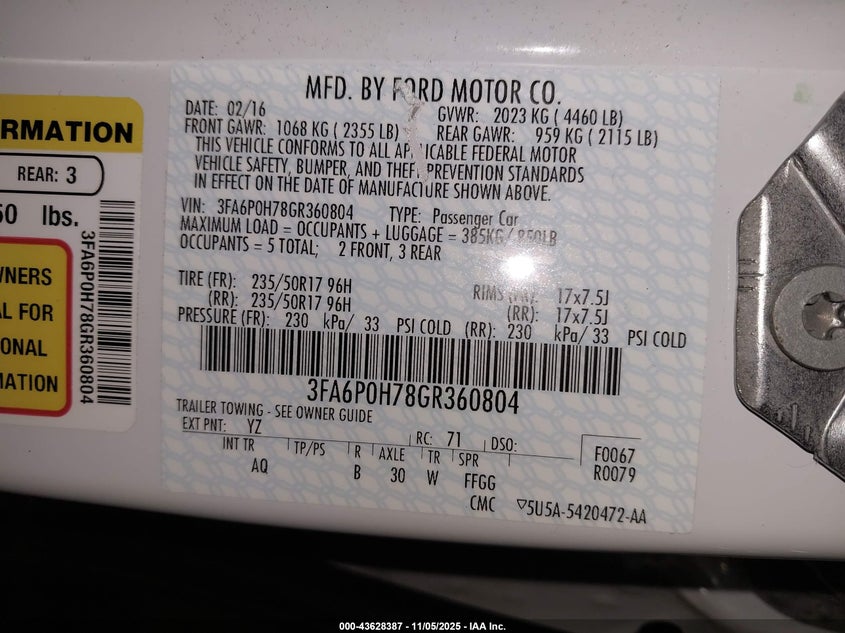 MFD. BY FORD MOTOR CO.
DATE: 02/16
GVWR: 2023 KG ( 4460 LB)
FRONT GAWR: 1068 KG ( 2355 LB)
REAR GAWR: 959 KG ( 2115 LB)
THIS VEHICLE CONFORMS TO ALL APPLICABLE FEDERAL MOTOR
VEHICLE SAFETY, BUMPER, AND THEFT PREVENTION STANDARDS
IN EFFECT ON THE DATE OF MANUFACTURE SHOWN ABOVE.
VIN: 3FA6P0H78GR360804 TYPE: Passenger Car
MAXIMUM LOAD = OCCUPANTS + LUGGAGE = 385KG / 850LB
OCCUPANTS = 5 TOTAL; 2 FRONT, 3 REAR
TIRE (FR): 235/50R17 96H RIMS (FR): 17x7.5J
(RR): 235/50R17 96H (RR): 17x7.5J
PRESSURE (FR): 230 kPa/ 33 PSI COLD (RR): 230 kPa/ 33 PSI COLD
3FA6P0H78GR360804
TRAILER TOWING - SEE OWNER GUIDE
EXT PNT: YZ RC: 71 DSO: F0067
INT TR TP/PS R AXLE TR SPR R0079
AQ B 30 W FFGG
CMC ▽5U5A-5420472-AA
ORMATION
REAR: 3
50 lbs.
3FA6P0H78GR360804
WNERS
AL FOR
IONAL
MATION
000-43628387 - 11/05/2025 - IAA Inc.